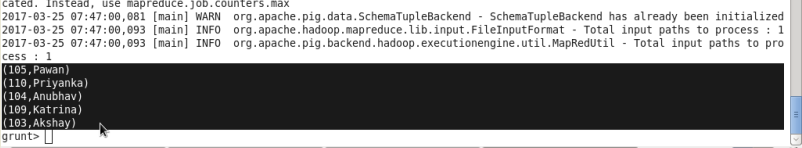 cated. Instead, use mapreduce.job.counters.max
2017-03-25 07:47:00,081 [main] WARN  org.apache.pig.data.SchemaTupleBackend - SchemaTupleBackend has already been initialized
2017-03-25 07:47:00,093 [main] INFO  org.apache.hadoop.mapreduce.lib.input.FileInputFormat - Total input paths to process : 1
2017-03-25 07:47:00,093 [main] INFO  org.apache.pig.backend.hadoop.executionengine.util.MapRedUtil - Total input paths to pro
cess : 1
(105,Pawan)
(110,Priyanka)
(104,Anubhav)
(109,Katrina)
(103,Akshay)
grunt>